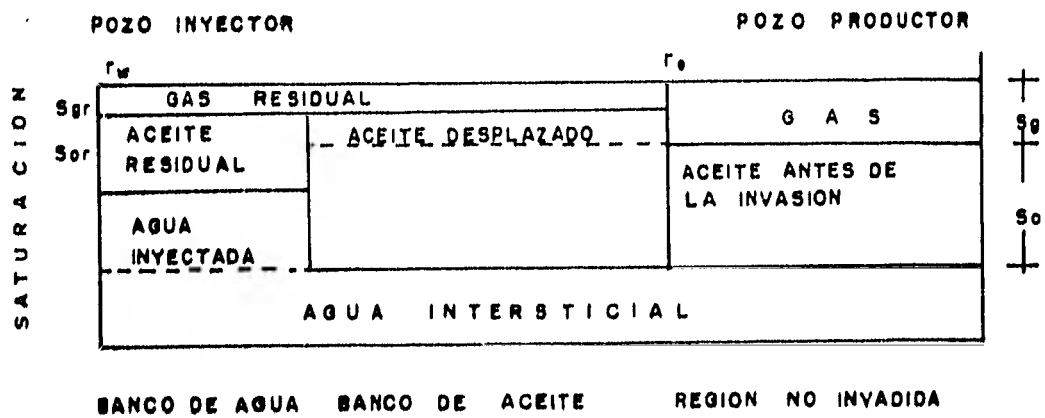 POZO INYECTOR
POZO PRODUCTOR
rw
re
SATURACION
Sgr
GAS RESIDUAL
GAS
Sg
Sor
ACEITE
RESIDUAL
ACEITE DESPLAZADO
ACEITE ANTES DE
LA INVASION
So
AGUA
INYECTADA
AGUA INTERSTICIAL
BANCO DE AGUA
BANCO DE ACEITE
REGION NO INVADIDA